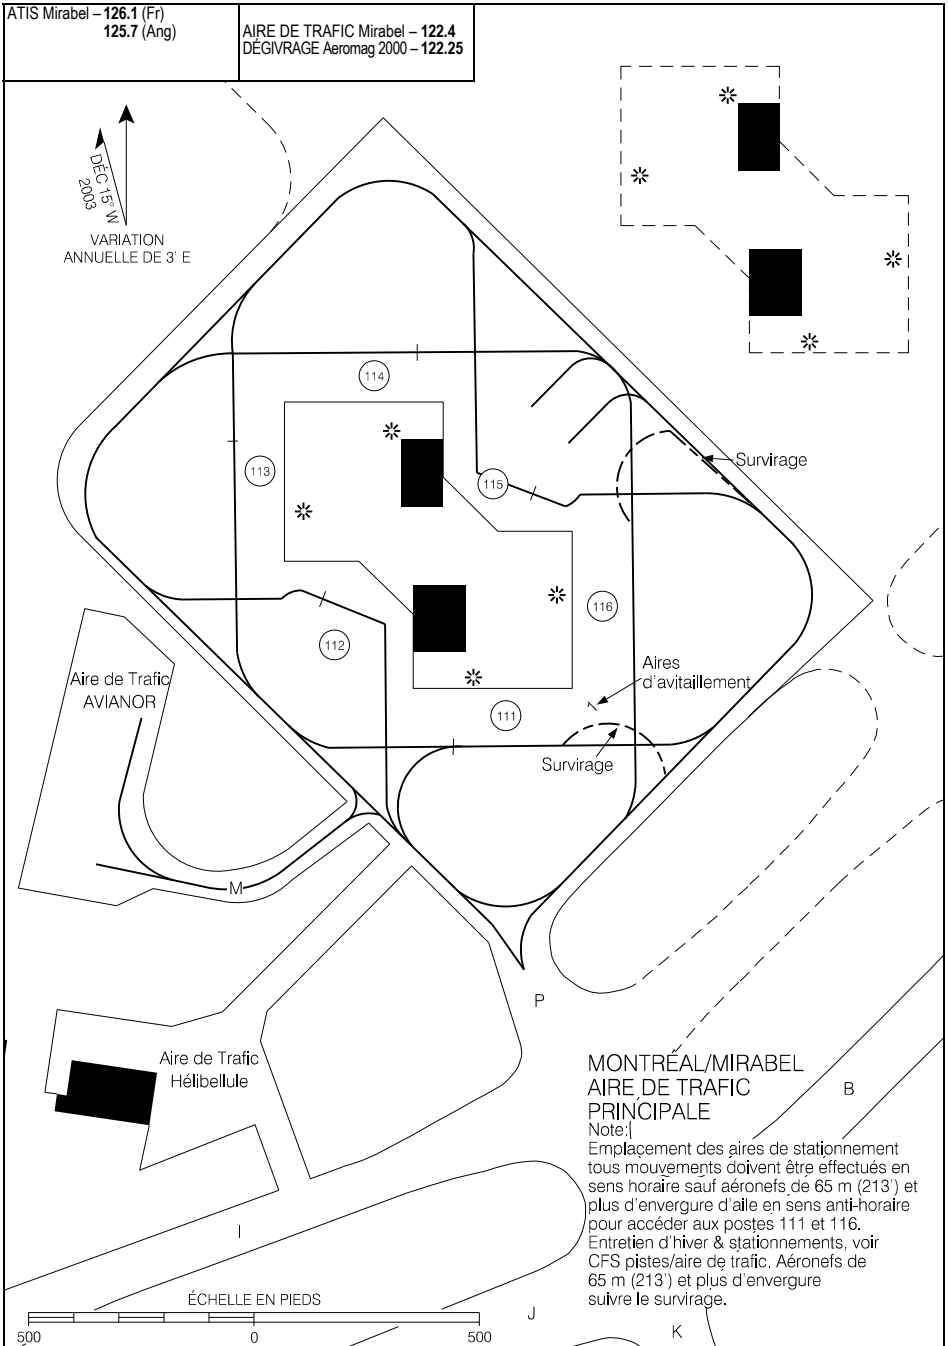 ATIS Mirabel – 126.1 (Fr)
125.7 (Ang)
AIRE DE TRAFIC Mirabel – 122.4
DÉGIVRAGE Aeromag 2000 – 122.25
DÉC 15° W
2003
VARIATION
ANNUELLE DE 3' E
114
113
115
Survirage
116
112
Aires
d'avitaillement
Aire de Trafic
AVIANOR
111
Survirage
M
P
Aire de Trafic
Hélibellule
MONTRÉAL/MIRABEL
AIRE DE TRAFIC
PRINCIPALE
B
Note:
Emplaçement des aires de stationnement
tous mouvements doivent être effectués en
sens horaire sauf aéronefs de 65 m (213') et
plus d'envergure d'aile en sens anti-horaire
pour accéder aux postes 111 et 116.
Entretien d'hiver & stationnements, voir
CFS pistes/aire de trafic. Aéronefs de
65 m (213') et plus d'envergure
suivre le survirage.
I
ÉCHELLE EN PIEDS
500 0 500
J
K